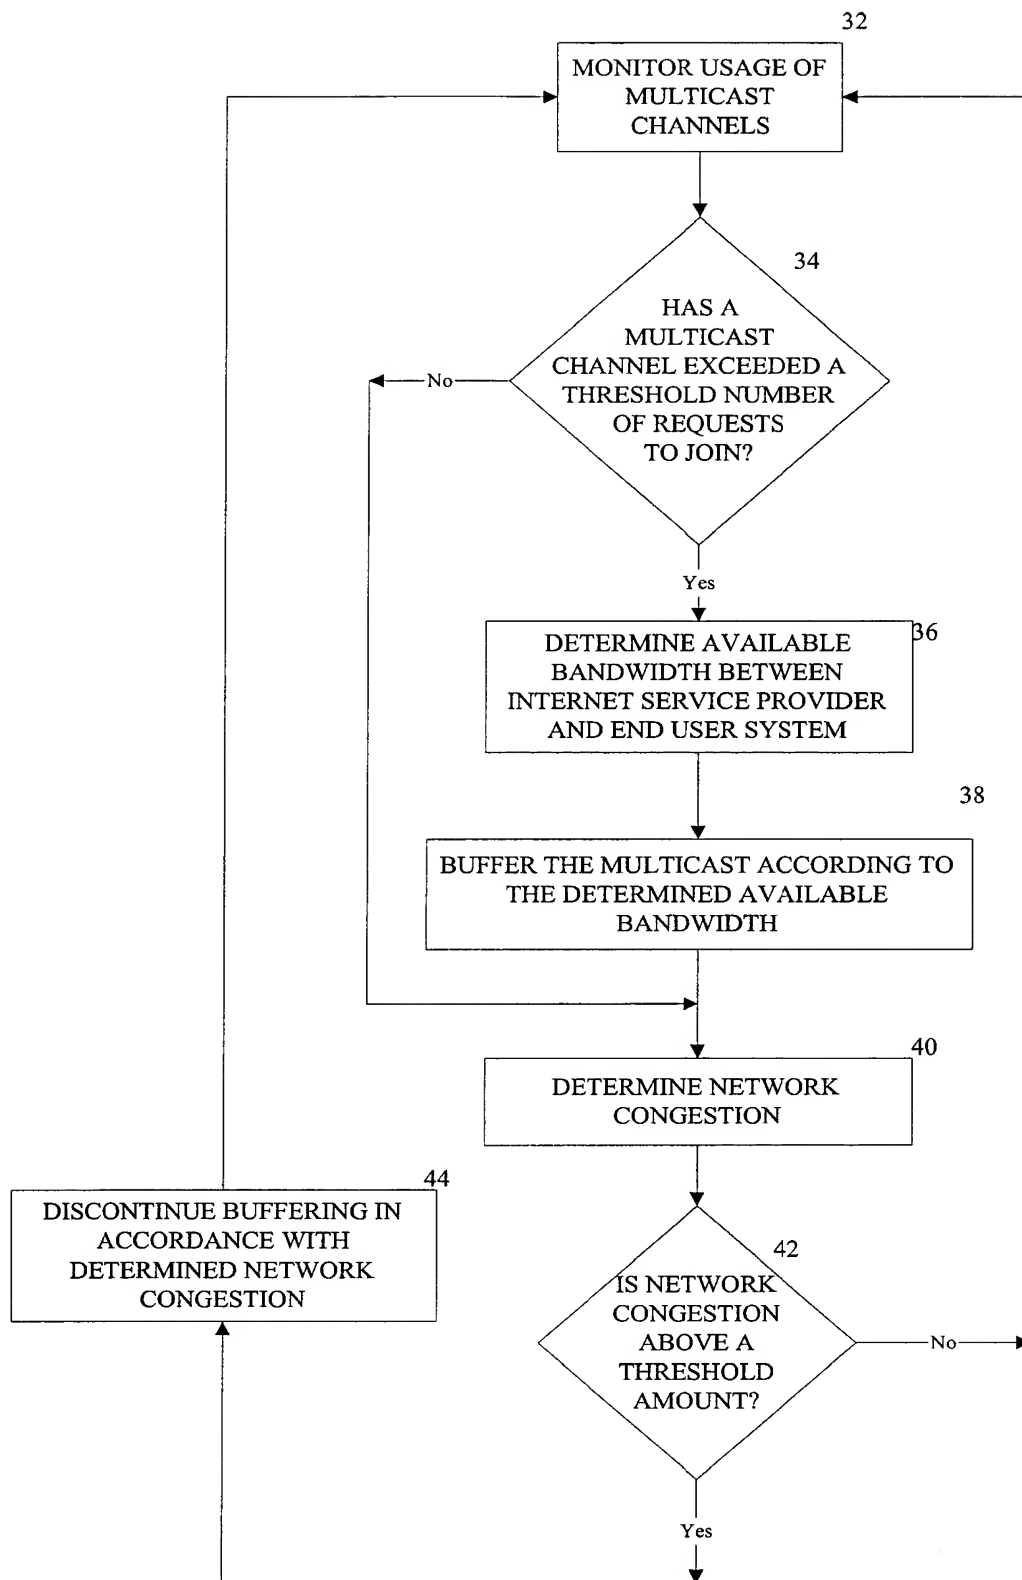 32
MONITOR USAGE OF
MULTICAST
CHANNELS
34
HAS A
MULTICAST
CHANNEL EXCEEDED A
THRESHOLD NUMBER
OF REQUESTS
TO JOIN?
No
Yes
36
DETERMINE AVAILABLE
BANDWIDTH BETWEEN
INTERNET SERVICE PROVIDER
AND END USER SYSTEM
38
BUFFER THE MULTICAST ACCORDING TO
THE DETERMINED AVAILABLE
BANDWIDTH
40
DETERMINE NETWORK
CONGESTION
44
DISCONTINUE BUFFERING IN
ACCORDANCE WITH
DETERMINED NETWORK
CONGESTION
42
IS NETWORK
CONGESTION
ABOVE A
THRESHOLD
AMOUNT?
No
Yes